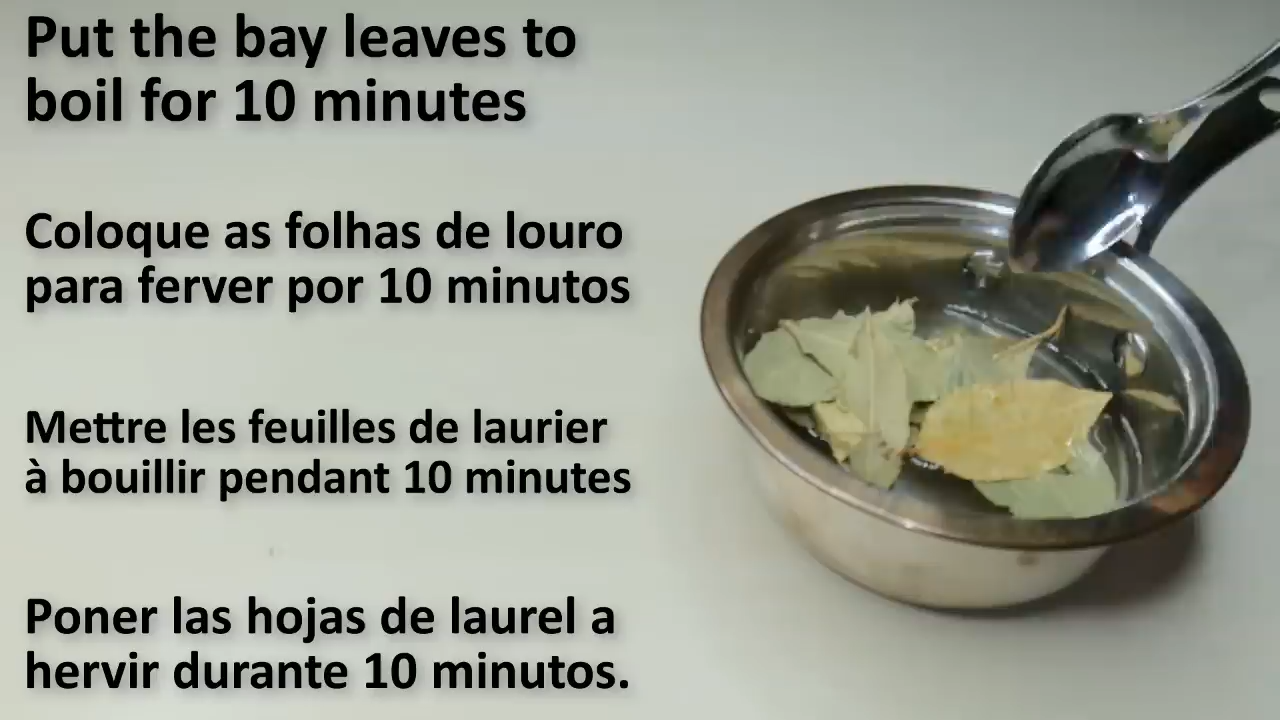 Put the bay leaves to
boil for 10 minutes
Coloque as folhas de louro
para ferver por 10 minutos
Mettre les feuilles de laurier
à bouillir pendant 10 minutes
Poner las hojas de laurel a
hervir durante 10 minutos.